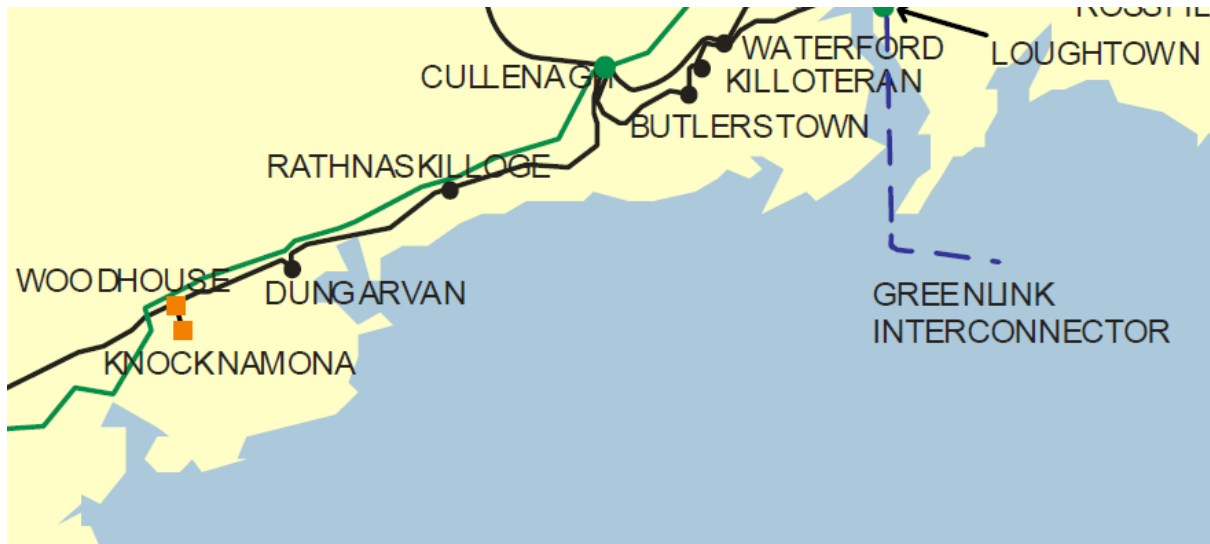 WATERFORD
LOUGHTOWN
CULLENAGH
KILLOTERAN
BUTLERSTOWN
RATHNASKILLOGE
WOODHOUSE
DUNGARVAN
GREENLINK
INTERCONNECTOR
KNOCKNAMONA